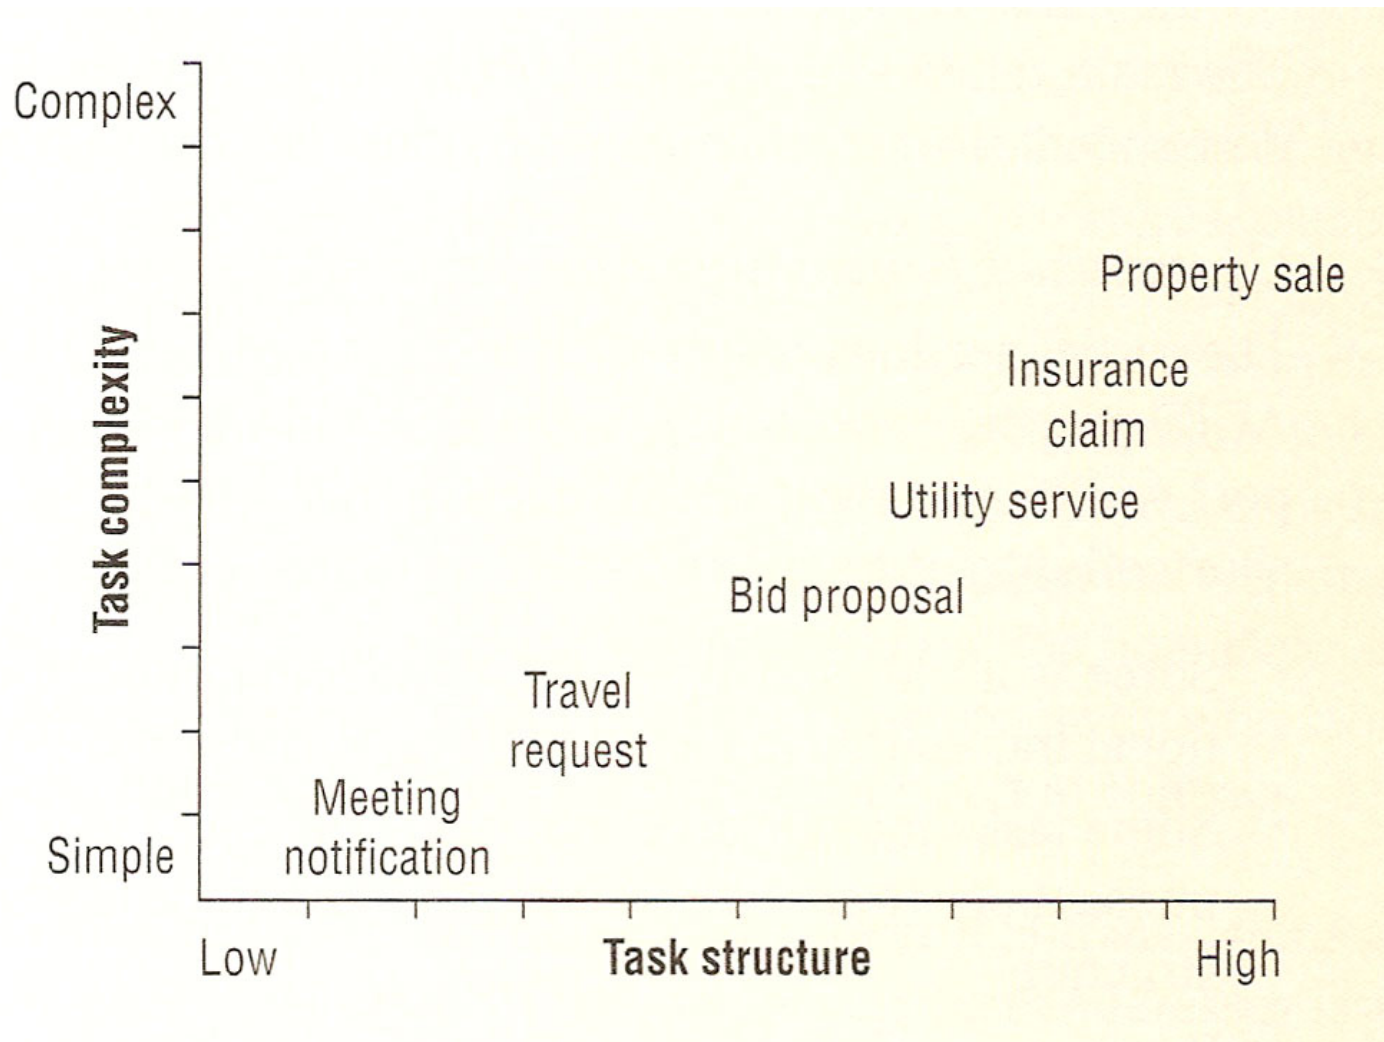 Complex
Property sale
Insurance
claim
Utility service
Task complexity
Bid proposal
Travel
request
Meeting
notification
Simple
Low
Task structure
High